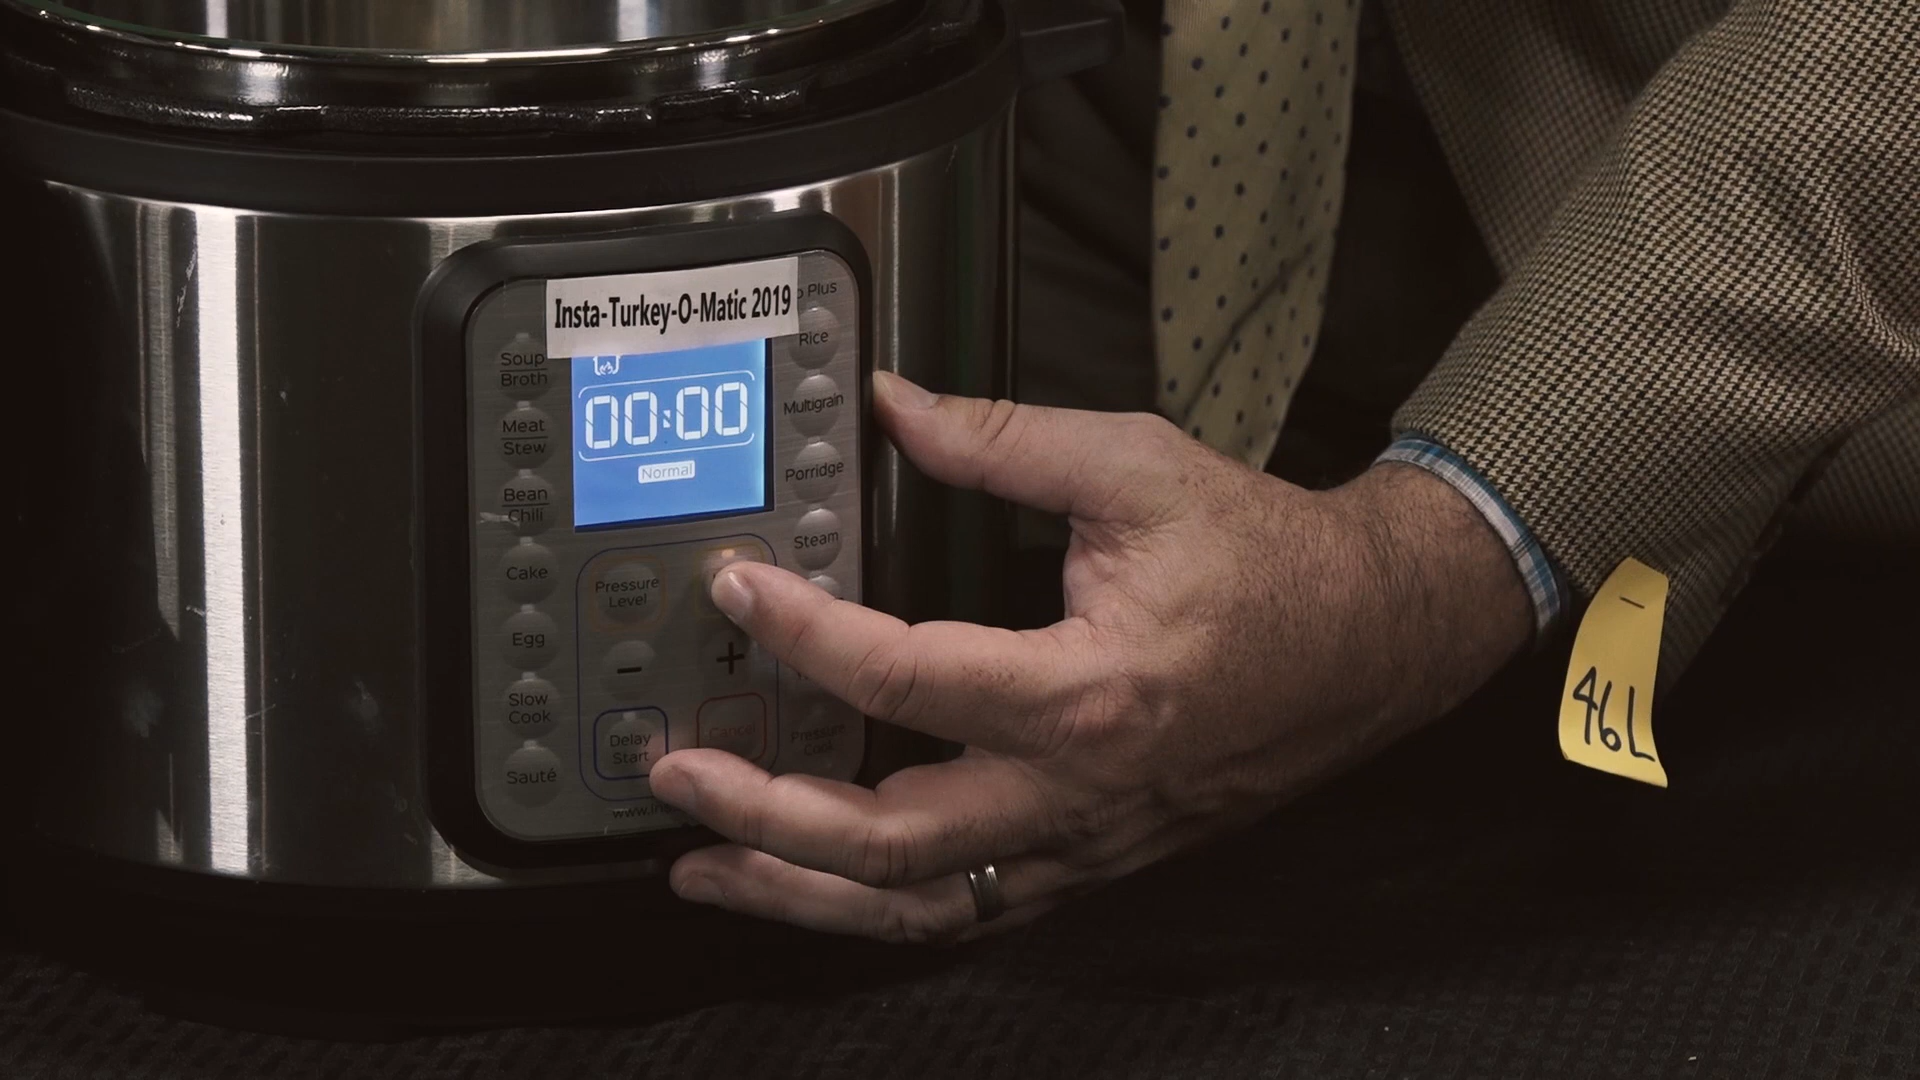 Insta-Turkey-O-Matic 2019
Plus
Soup
Broth
Meat
Stew
Bean
Chili
Cake
Egg
Slow
Cook
Sauté
00:00
Normal
Pressure
Level
-
+
Delay
Start
Cancel
Rice
Multigrain
Porridge
Steam
Pressure
Cook
46L